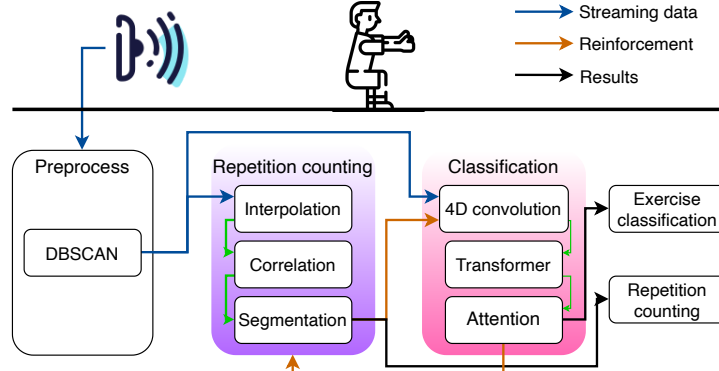 Streaming data
Reinforcement
Results
Preprocess
DBSCAN
Repetition counting
Interpolation
Correlation
Segmentation
Classification
4D convolution
Transformer
Attention
Exercise
classification
Repetition
counting